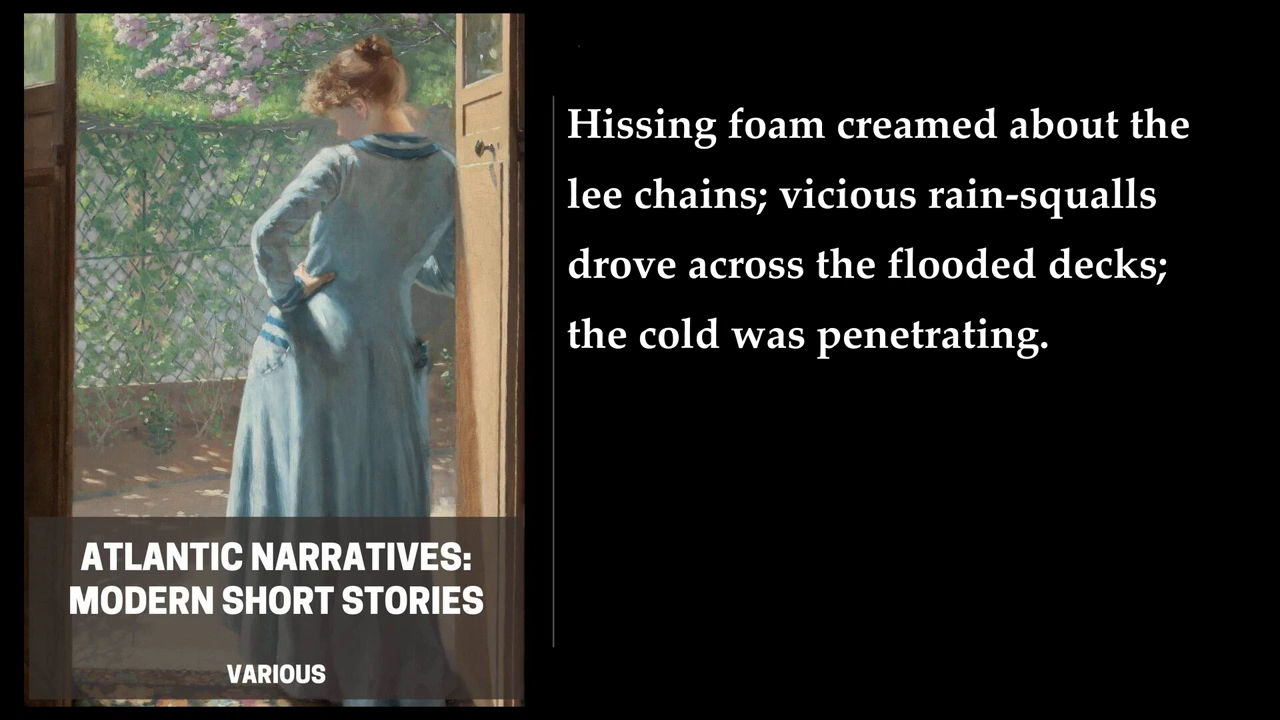 Hissing foam creamed about the
lee chains; vicious rain-squalls
drove across the flooded decks;
the cold was penetrating.
ATLANTIC NARRATIVES:
MODERN SHORT STORIES
VARIOUS